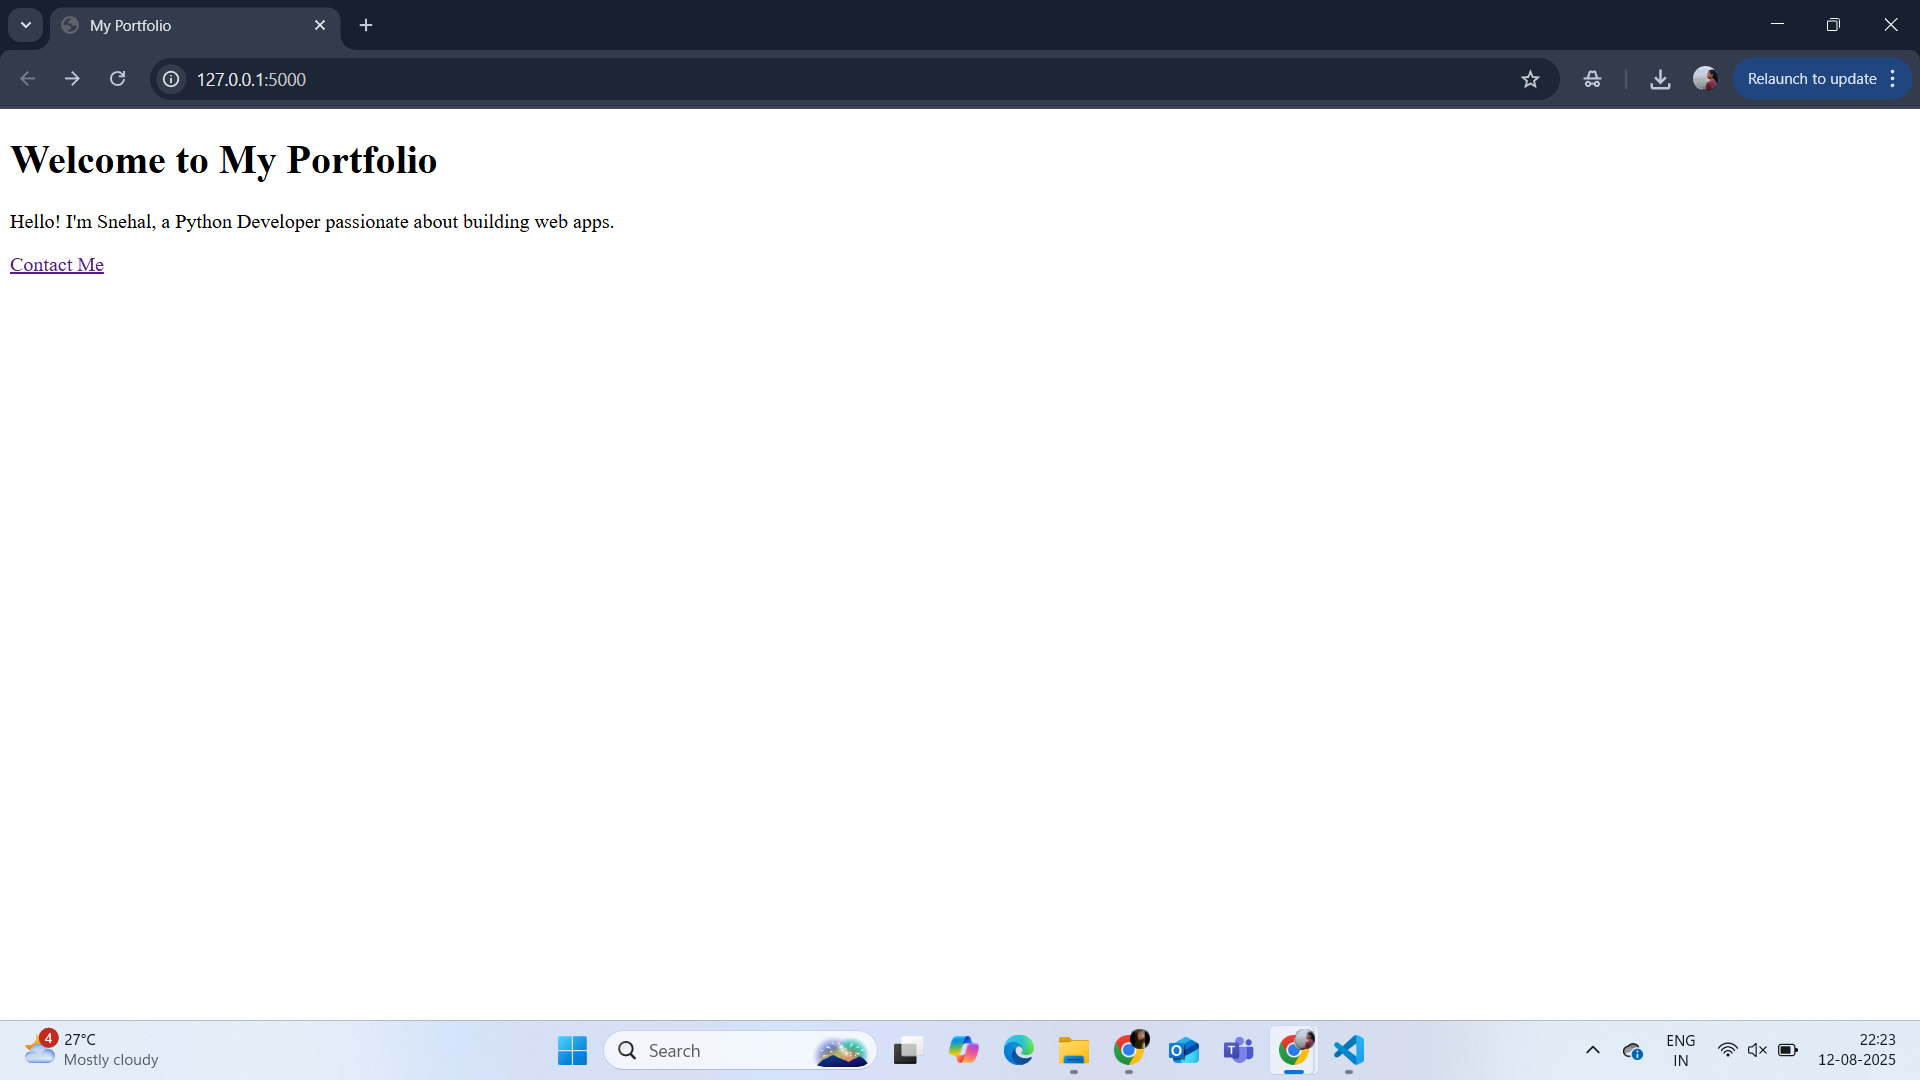 My Portfolio
127.0.0.1:5000
Relaunch to update
Welcome to My Portfolio
Hello! I'm Snehal, a Python Developer passionate about building web apps.
Contact Me
4
27°C
Mostly cloudy
Search
ENG
IN
22:23
12-08-2025